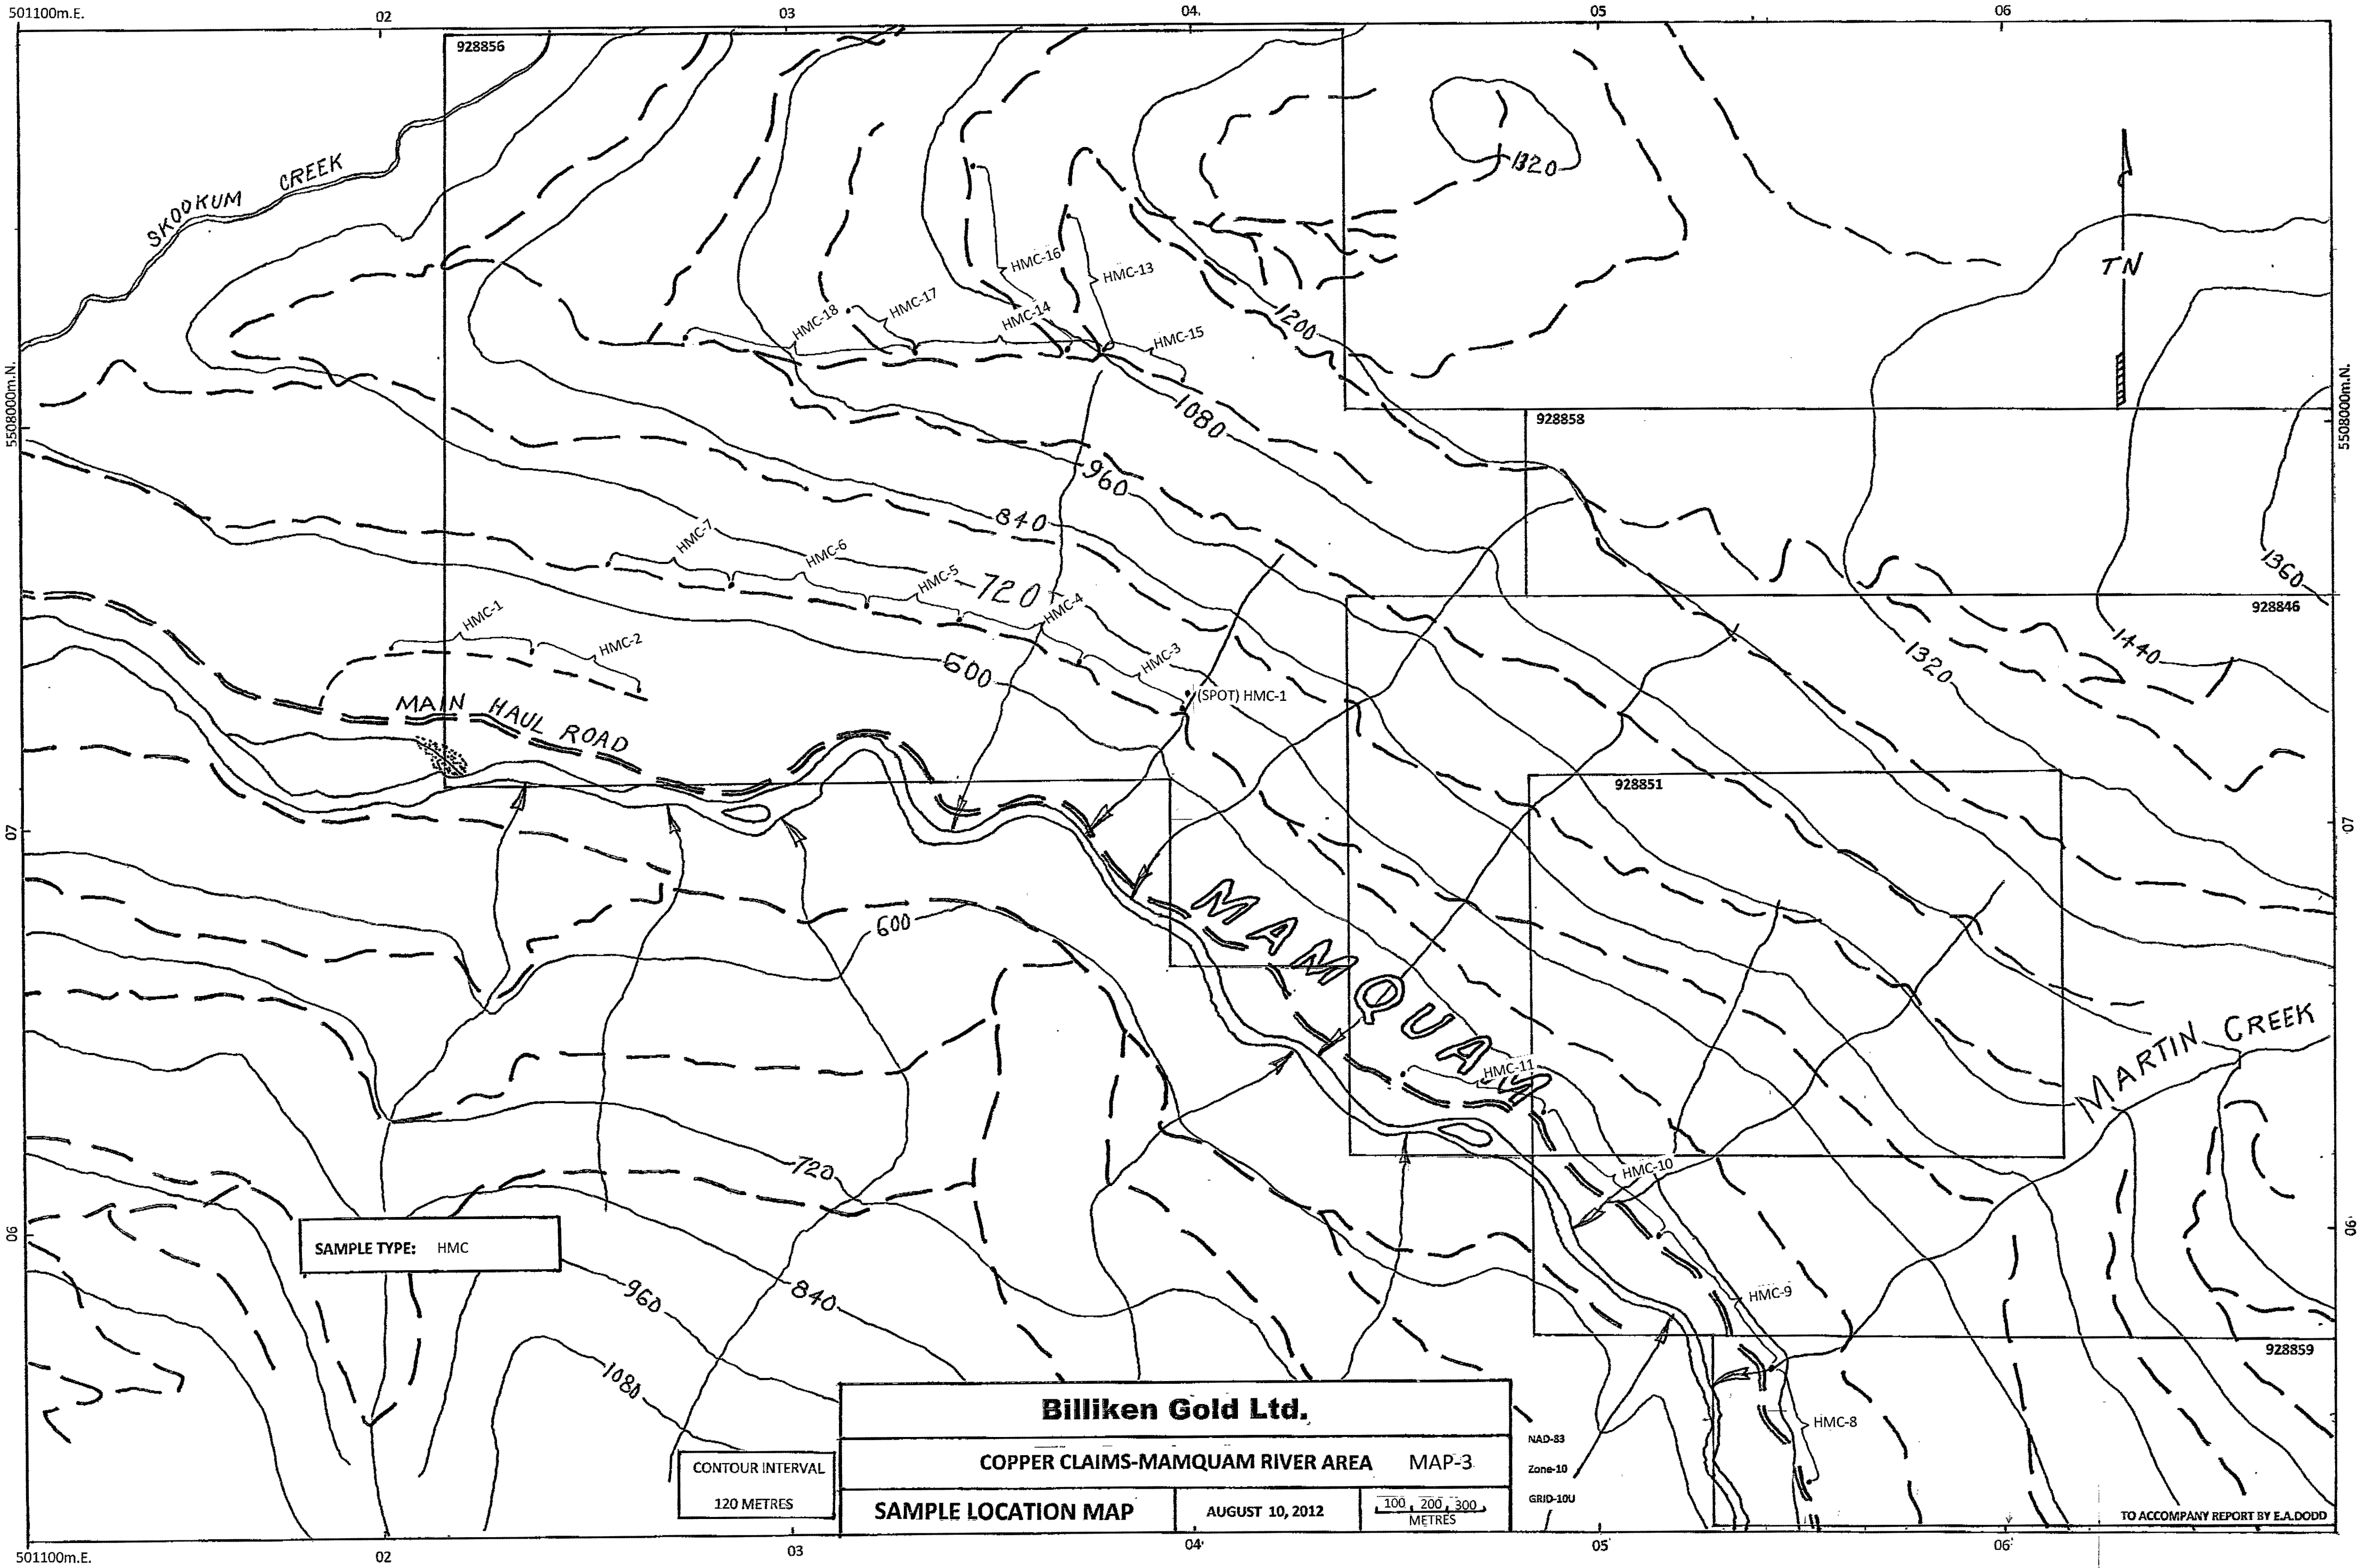 501100m.E.
02
03
04
05
06
928856
SKOOKUM CREEK
1320
TN
HMC-16
HMC-13
HMC-18
HMC-17
HMC-14
HMC-15
1200
5508000m.N.
5508000m.N.
1080
928858
960
840
HMC-7
HMC-6
HMC-5
720
HMC-4
1360
928846
HMC-1
HMC-2
HMC-3
600
1440
1320
(SPOT) HMC-1
MAIN HAUL ROAD
928851
07
07
MAMQUAM
600
MARTIN CREEK
HMC-11
720
HMC-10
06
06
SAMPLE TYPE: HMC
960
840
HMC-9
928859
1080
HMC-8
Billiken Gold Ltd.
NAD-83
COPPER CLAIMS-MAMQUAM RIVER AREA MAP-3
Zone-10
CONTOUR INTERVAL
120 METRES
SAMPLE LOCATION MAP
AUGUST 10, 2012
100 200 300
METRES
GRID-10U
TO ACCOMPANY REPORT BY E.A.DODD
501100m.E.
02
03
04
05
06